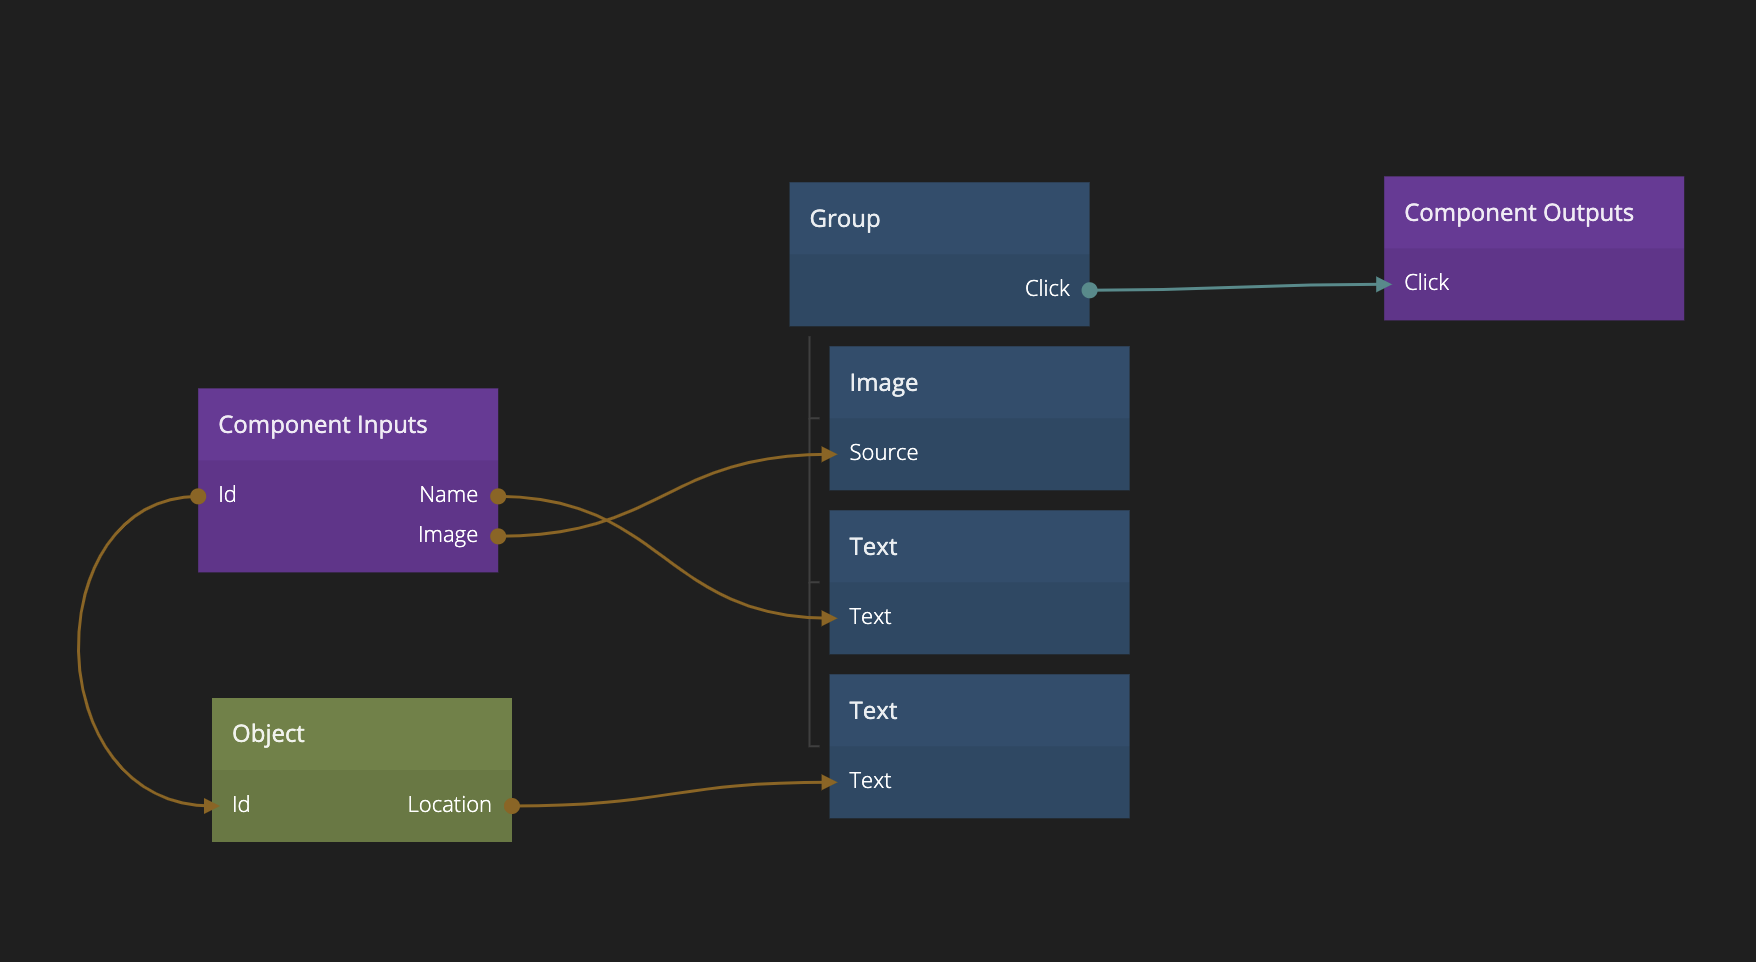 Group
Click
Component Outputs
Click
Image
Source
Component Inputs
Id
Name
Image
Text
Text
Text
Text
Object
Id
Location